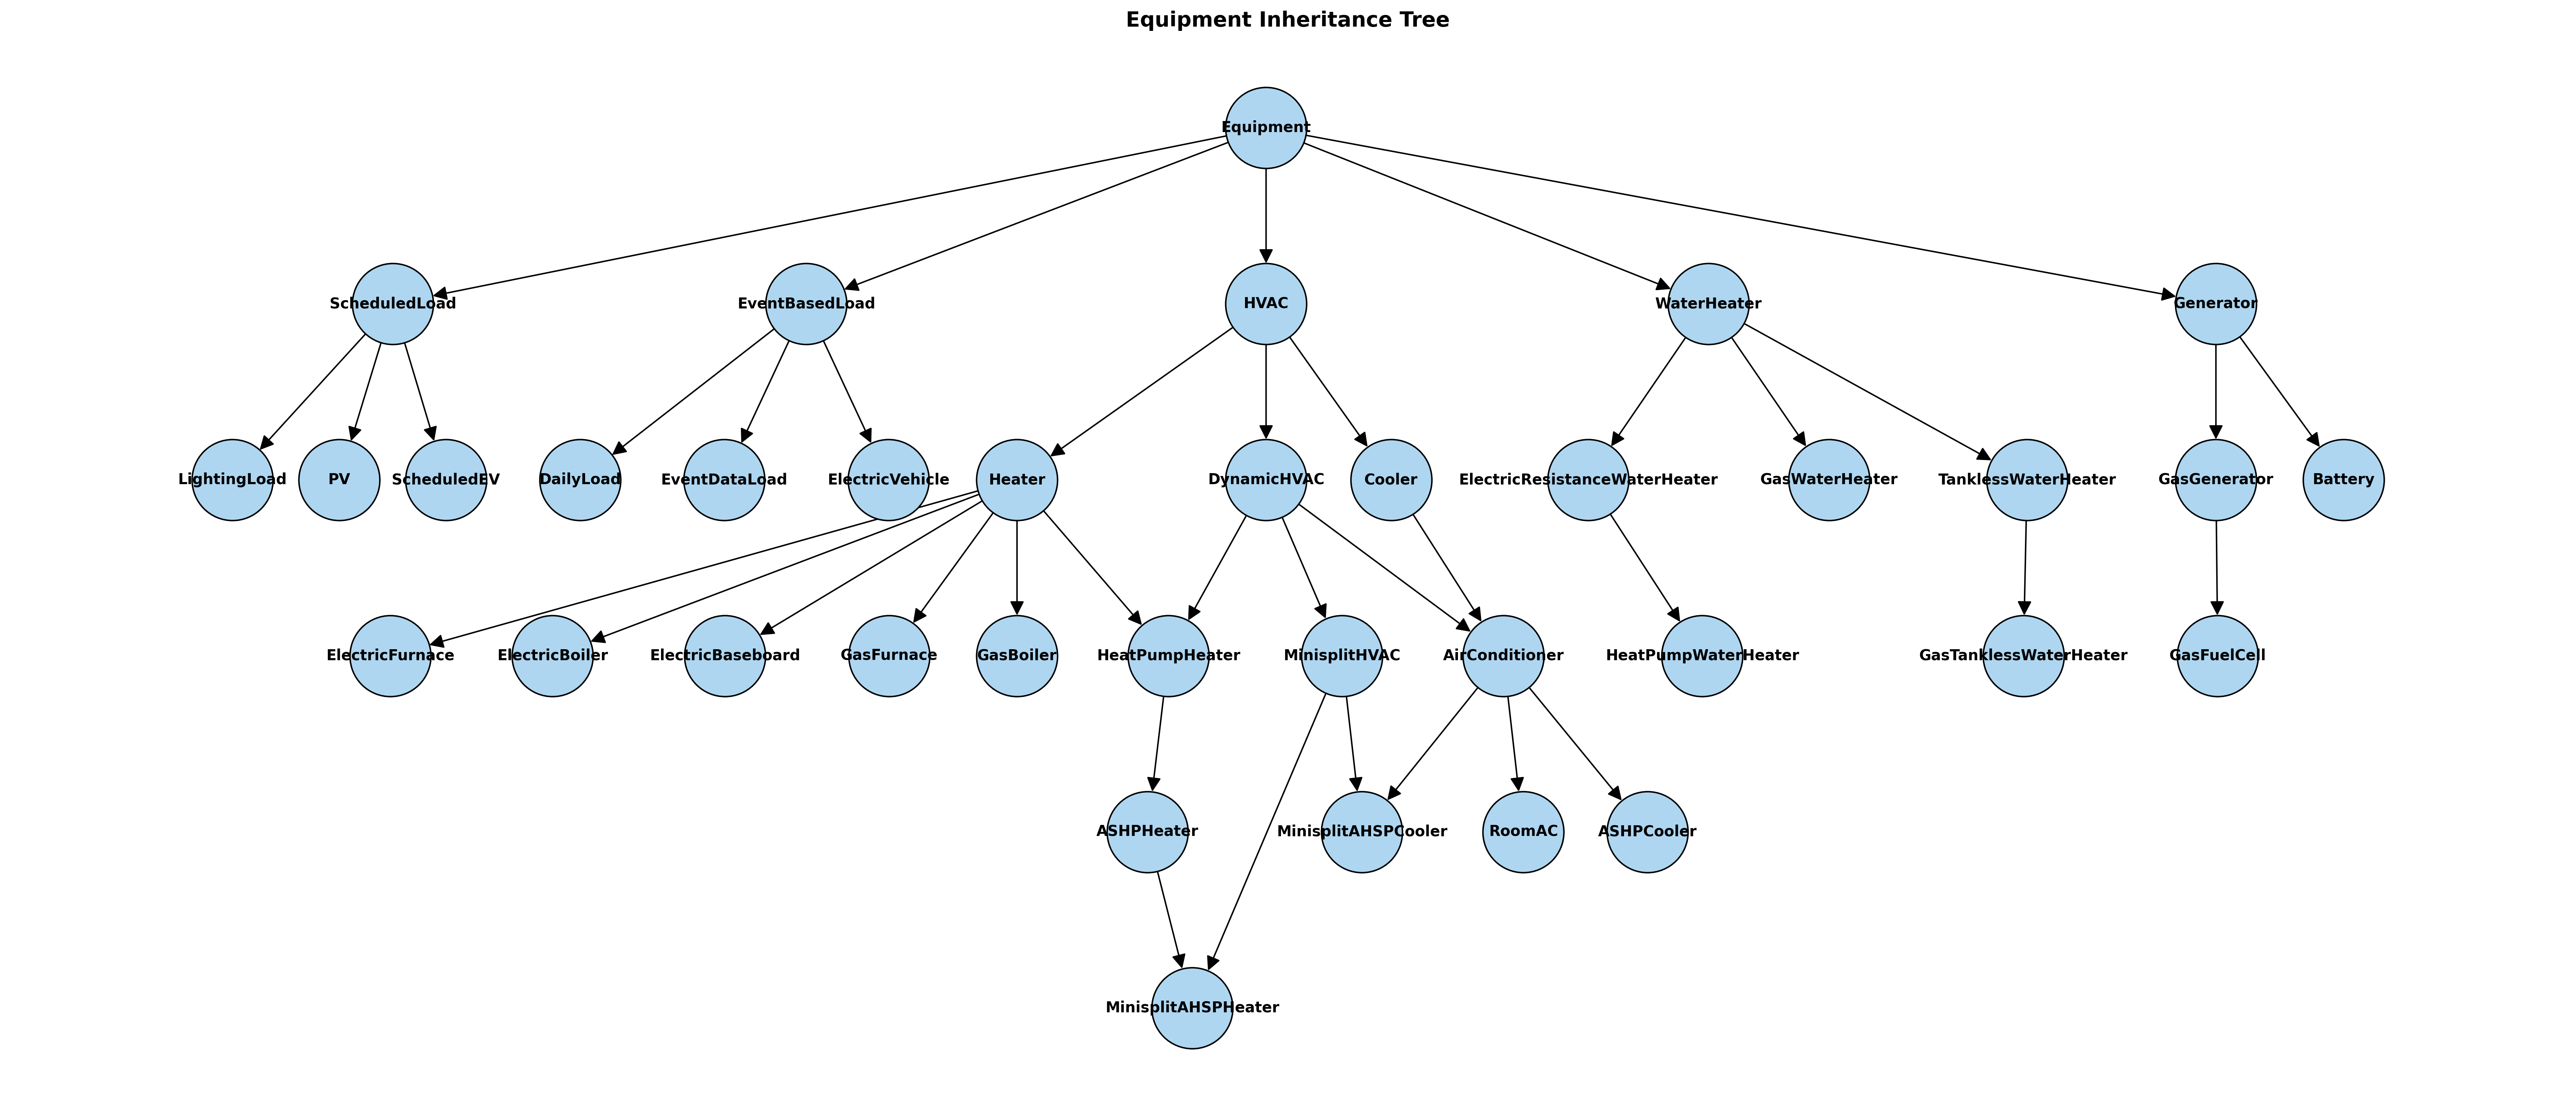 Equipment Inheritance Tree
Equipment
ScheduledLoad
EventBasedLoad
HVAC
WaterHeater
Generator
LightingLoad
PV
ScheduledEV
DailyLoad
EventDataLoad
ElectricVehicle
Heater
DynamicHVAC
Cooler
ElectricResistanceWaterHeater
GasWaterHeater
TanklessWaterHeater
GasGenerator
Battery
ElectricFurnace
ElectricBoiler
ElectricBaseboard
GasFurnace
GasBoiler
HeatPumpHeater
MinisplitHVAC
AirConditioner
HeatPumpWaterHeater
GasTanklessWaterHeater
GasFuelCell
ASHPHeater
MinisplitAHSPCooler
RoomAC
ASHPCooler
MinisplitAHSPHeater